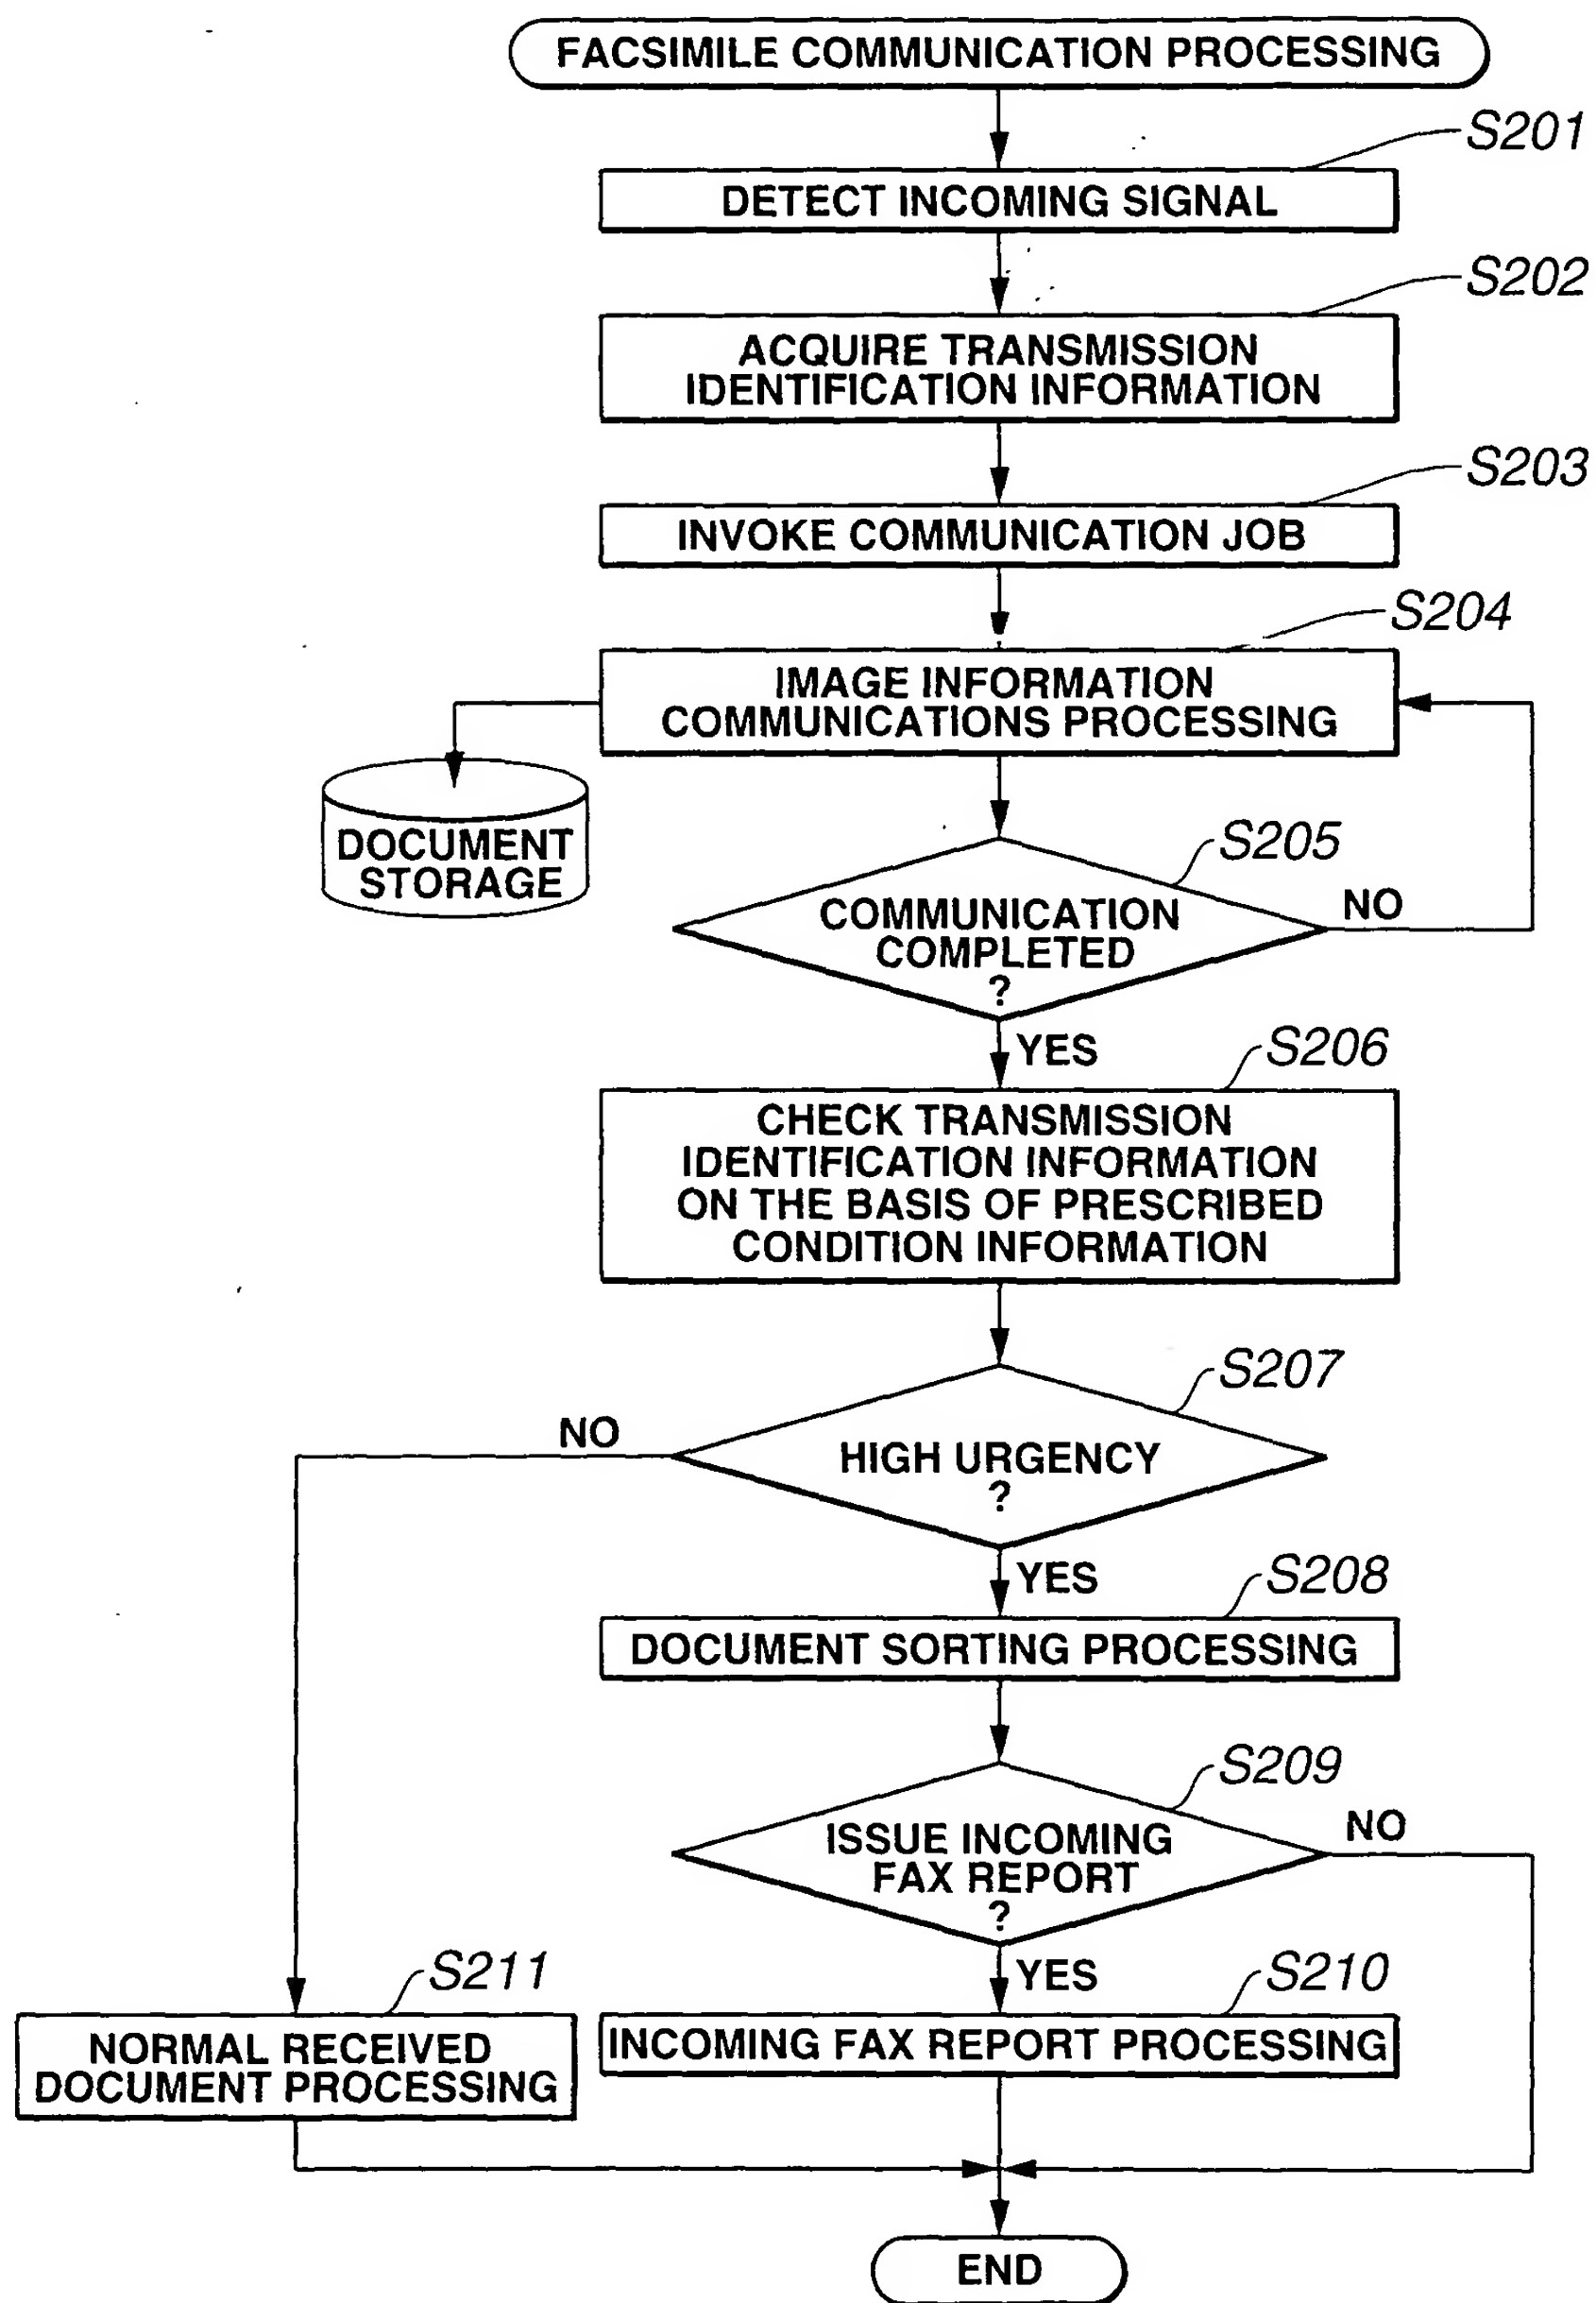 FACSIMILE COMMUNICATION PROCESSING
S201
DETECT INCOMING SIGNAL
S202
ACQUIRE TRANSMISSION
IDENTIFICATION INFORMATION
S203
INVOKE COMMUNICATION JOB
S204
IMAGE INFORMATION
COMMUNICATIONS PROCESSING
DOCUMENT
STORAGE
S205
COMMUNICATION
COMPLETED
?
NO
YES
S206
CHECK TRANSMISSION
IDENTIFICATION INFORMATION
ON THE BASIS OF PRESCRIBED
CONDITION INFORMATION
S207
NO
HIGH URGENCY
?
YES
S208
DOCUMENT SORTING PROCESSING
S209
ISSUE INCOMING
FAX REPORT
?
NO
YES
S211
NORMAL RECEIVED
DOCUMENT PROCESSING
S210
INCOMING FAX REPORT PROCESSING
END